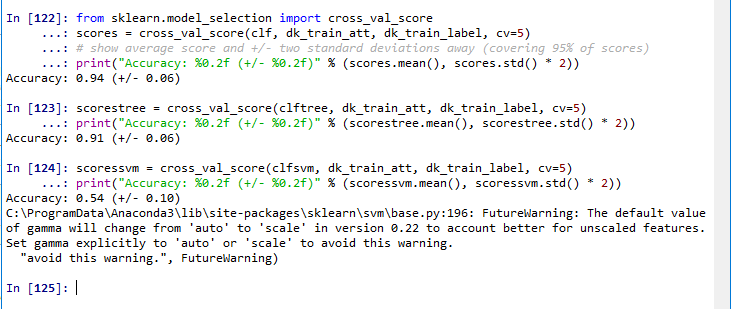 In [122]: from sklearn.model_selection import cross_val_score
     ...: scores = cross_val_score(clf, dk_train_att, dk_train_label, cv=5)
     ...: # show average score and +/- two standard deviations away (covering 95% of scores)
     ...: print("Accuracy: %0.2f (+/- %0.2f)" % (scores.mean(), scores.std() * 2))
Accuracy: 0.94 (+/- 0.06)
In [123]: scorestree = cross_val_score(clftree, dk_train_att, dk_train_label, cv=5)
     ...: print("Accuracy: %0.2f (+/- %0.2f)" % (scorestree.mean(), scorestree.std() * 2))
Accuracy: 0.91 (+/- 0.06)
In [124]: scoressvm = cross_val_score(clfsvm, dk_train_att, dk_train_label, cv=5)
     ...: print("Accuracy: %0.2f (+/- %0.2f)" % (scoressvm.mean(), scoressvm.std() * 2))
Accuracy: 0.54 (+/- 0.10)
C:\ProgramData\Anaconda3\lib\site-packages\sklearn\svm\base.py:196: FutureWarning: The default value
of gamma will change from 'auto' to 'scale' in version 0.22 to account better for unscaled features.
Set gamma explicitly to 'auto' or 'scale' to avoid this warning.
  "avoid this warning.", FutureWarning)
In [125]: